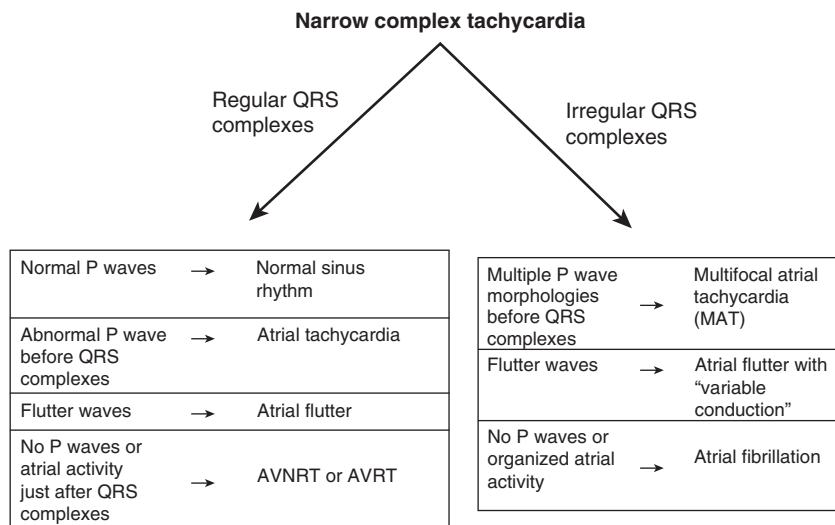 Narrow complex tachycardia
Regular QRS
complexes
Irregular QRS
complexes
Normal P waves → Normal sinus
rhythm
Abnormal P wave → Atrial tachycardia
before QRS
complexes
Flutter waves → Atrial flutter
No P waves or
atrial activity → AVNRT or AVRT
just after QRS
complexes
Multiple P wave Multifocal atrial
morphologies → tachycardia
before QRS (MAT)
complexes
Flutter waves → Atrial flutter with
“variable
conduction”
No P waves or
organized atrial → Atrial fibrillation
activity